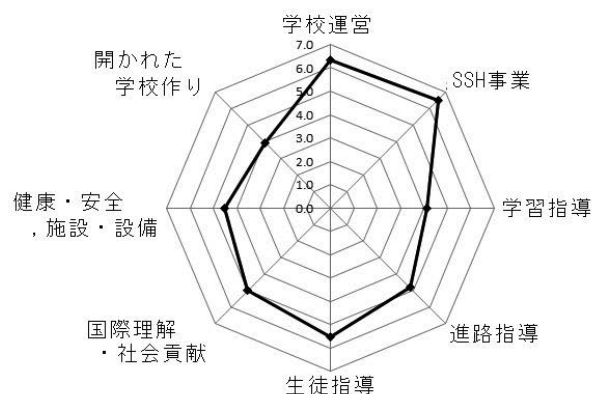 学校運営
7.0
6.0
5.0
4.0
3.0
2.0
1.0
0.0
SSH事業
学習指導
進路指導
生徒指導
国際理解
・社会貢献
健康・安全
,施設・設備
開かれた
学校作り